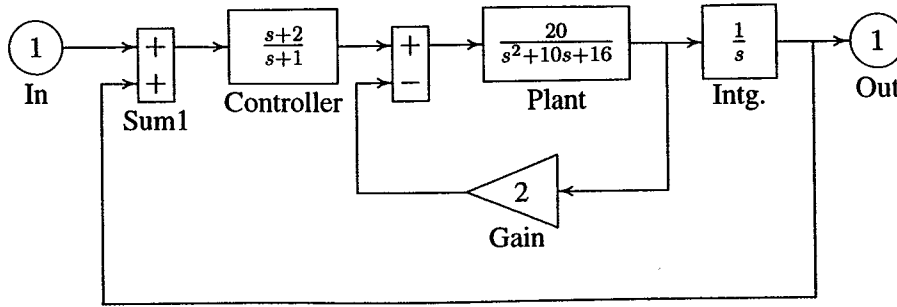 1
In
+
+
Sum1
s+2
s+1
Controller
+
−
20
s²+10s+16
Plant
1
s
Intg.
1
Out
2
Gain